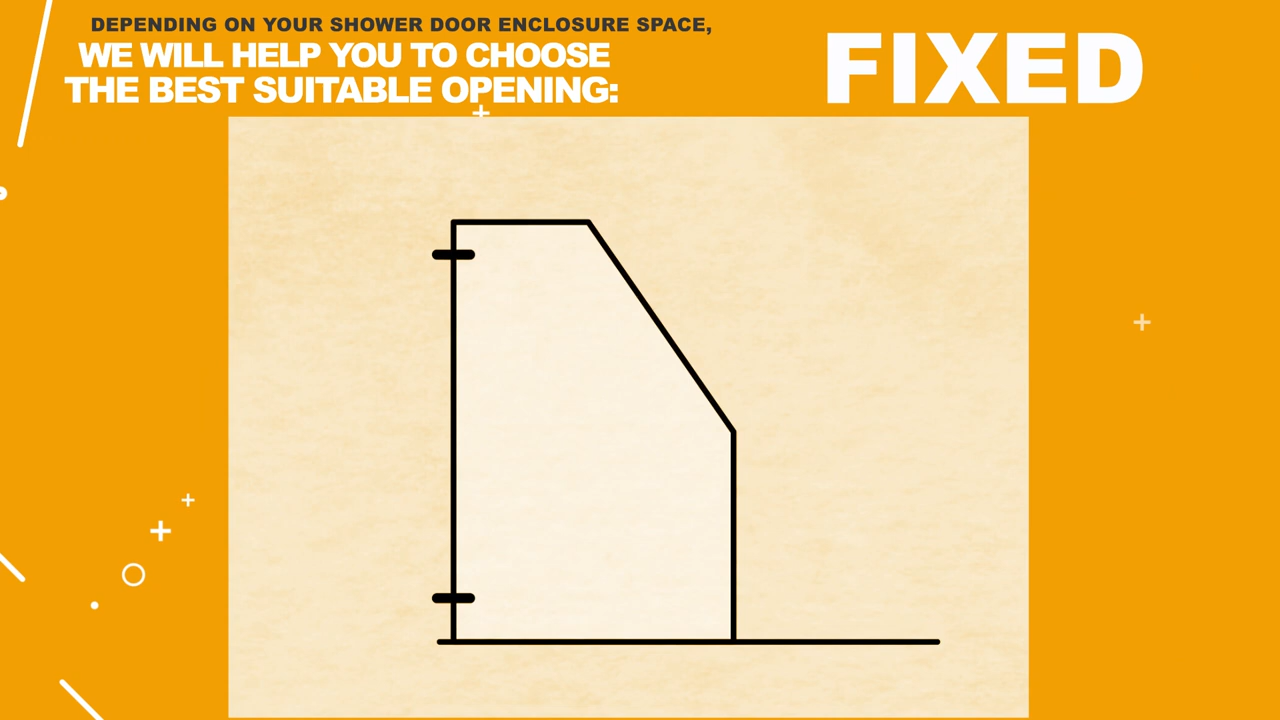 DEPENDING ON YOUR SHOWER DOOR ENCLOSURE SPACE,
WE WILL HELP YOU TO CHOOSE
THE BEST SUITABLE OPENING:
FIXED